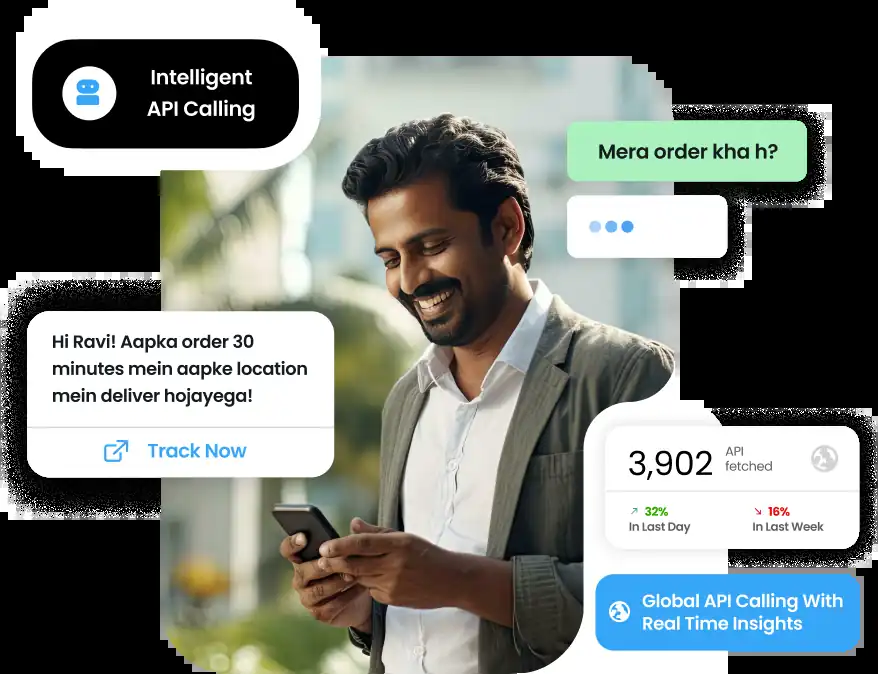 Intelligent
API Calling
Mera order kha h?
Hi Ravi! Aapka order 30
minutes mein aapke location
mein deliver hojayega!
Track Now
3,902
API
fetched
32%
In Last Day
16%
In Last Week
Global API Calling With
Real Time Insights